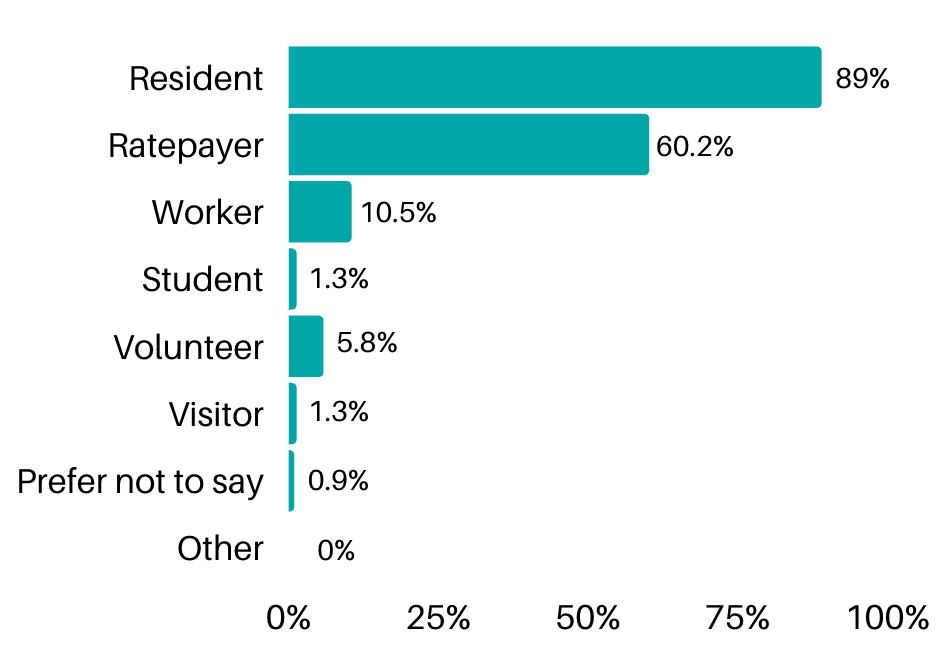 Resident 89%
Ratepayer 60.2%
Worker 10.5%
Student 1.3%
Volunteer 5.8%
Visitor 1.3%
Prefer not to say 0.9%
Other 0%
0% 25% 50% 75% 100%